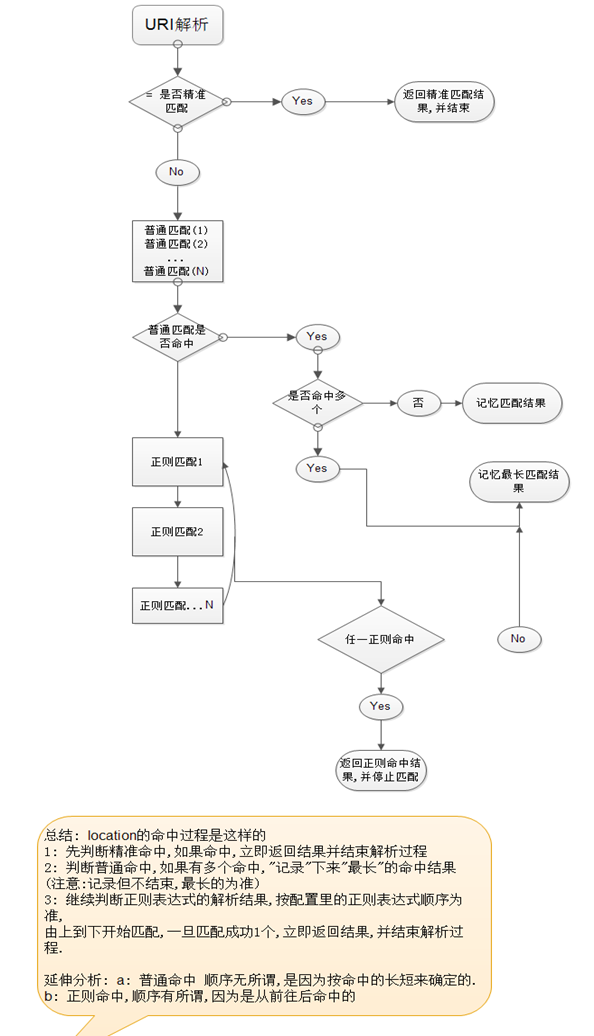 URI解析
= 是否精准
匹配
Yes
返回精准匹配结
果,并结束
No
普通匹配(1)
普通匹配(2)
...
普通匹配(N)
普通匹配是
否命中
Yes
是否命中多
个
否
记忆匹配结果
Yes
记忆最长匹配结
果
正则匹配1
正则匹配2
正则匹配...N
任一正则命中
No
Yes
返回正则命中结
果,并停止匹配
总结: location的命中过程是这样的
1: 先判断精准命中,如果命中,立即返回结果并结束解析过程
2: 判断普通命中,如果有多个命中,"记录"下来"最长"的命中结果
(注意:记录但不结束,最长的为准)
3: 继续判断正则表达式的解析结果,按配置里的正则表达式顺序为
准,
由上到下开始匹配,一旦匹配成功1个,立即返回结果,并结束解析过
程.
延伸分析: a: 普通命中 顺序无所谓,是因为按命中的长短来确定的.
b: 正则命中,顺序有所谓,因为是从前往后命中的